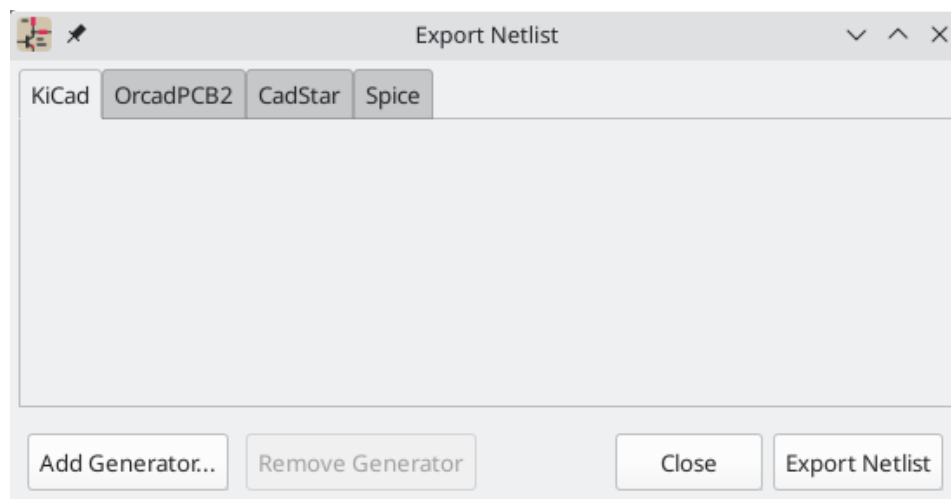 Export Netlist
KiCad OrcadPCB2 CadStar Spice
Add Generator... Remove Generator Close Export Netlist